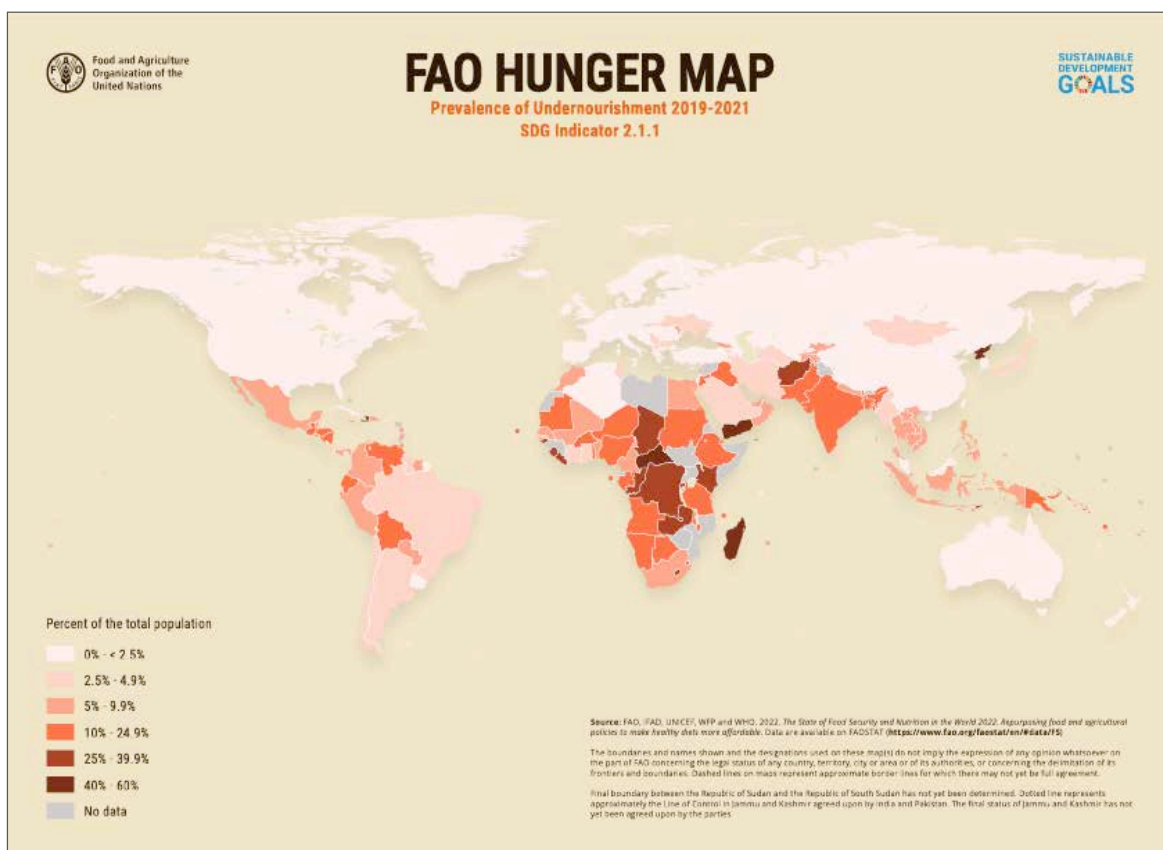 Food and Agriculture
Organization of the
United Nations
FAO HUNGER MAP
Prevalence of Undernourishment 2019-2021
SDG Indicator 2.1.1
SUSTAINABLE
DEVELOPMENT
GOALS
Percent of the total population
0% - < 2.5%
2.5% - 4.9%
5% - 9.9%
10% - 24.9%
25% - 39.9%
40% - 60%
No data
Source: FAO, IFAD, UNICEF, WFP and WHO. 2022. The State of Food Security and Nutrition in the World 2022. Repurposing food and agricultural
policies to make healthy diets more affordable. Data are available on FAOSTAT (https://www.fao.org/faostat/en/#data/FS)
The boundaries and names shown and the designations used on these map(s) do not imply the expression of any opinion whatsoever on
the part of FAO concerning the legal status of any country, territory, city or area or of its authorities, or concerning the delimitation of its
frontiers and boundaries. Dashed lines on maps represent approximate border lines for which there may not yet be full agreement.
Final boundary between the Republic of Sudan and the Republic of South Sudan has not yet been determined. Dotted line represents
approximately the Line of Control in Jammu and Kashmir agreed upon by India and Pakistan. The final status of Jammu and Kashmir has not
yet been agreed upon by the parties.